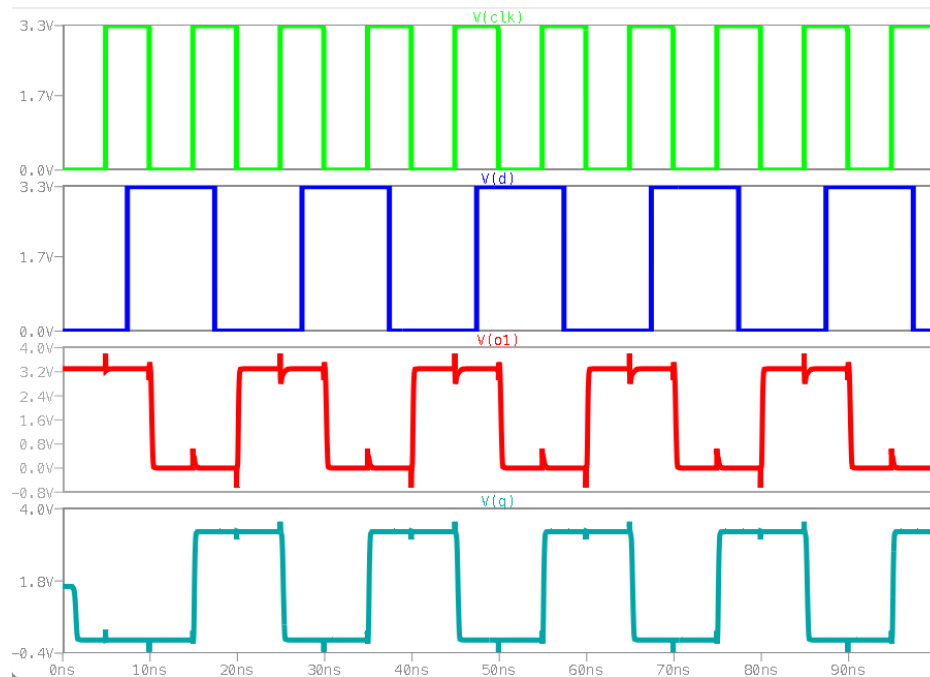 V(clk)
3.3V
1.7V
0.0V
V(d)
3.3V
1.7V
0.0V
V(o1)
4.0V
3.2V
2.4V
1.6V
0.8V
0.0V
-0.8V
V(q)
4.0V
1.8V
-0.4V
0ns 10ns 20ns 30ns 40ns 50ns 60ns 70ns 80ns 90ns